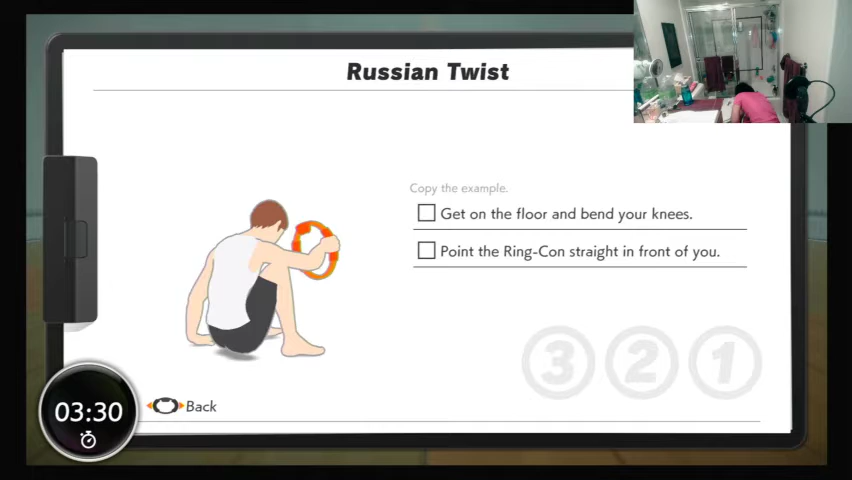 Russian Twist
Copy the example.
Get on the floor and bend your knees.
Point the Ring-Con straight in front of you.
3 2 1
03:30
Back